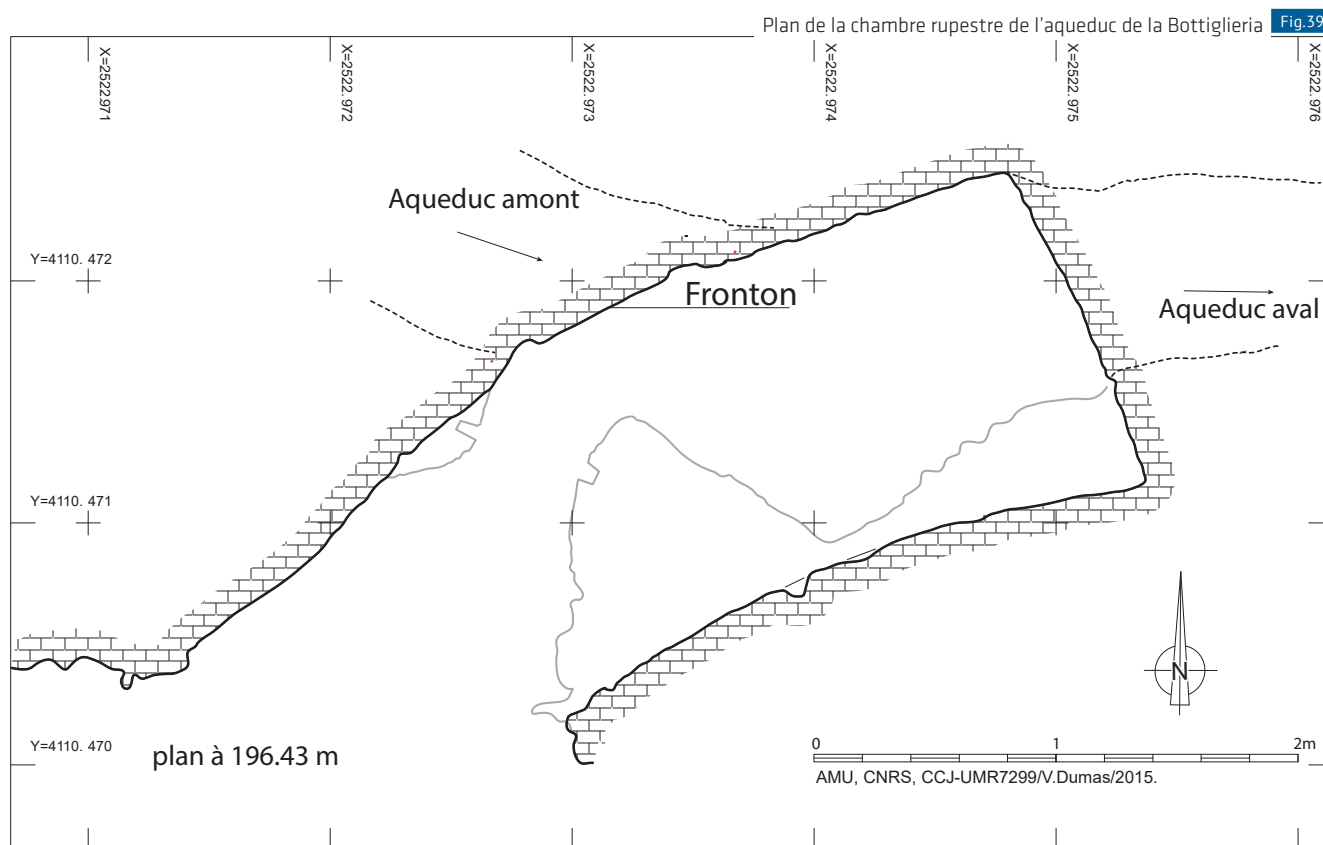 Plan de la chambre rupestre de l'aqueduc de la Bottiglieria Fig.39
X=2522.971
X=2522.972
X=2522.973
X=2522.974
X=2522.975
X=2522.976
Aqueduc amont
Y=4110. 472
Fronton
Aqueduc aval
Y=4110. 471
N
Y=4110. 470
plan à 196.43 m
0 1 2m
AMU, CNRS, CCJ-UMR7299/V.Dumas/2015.